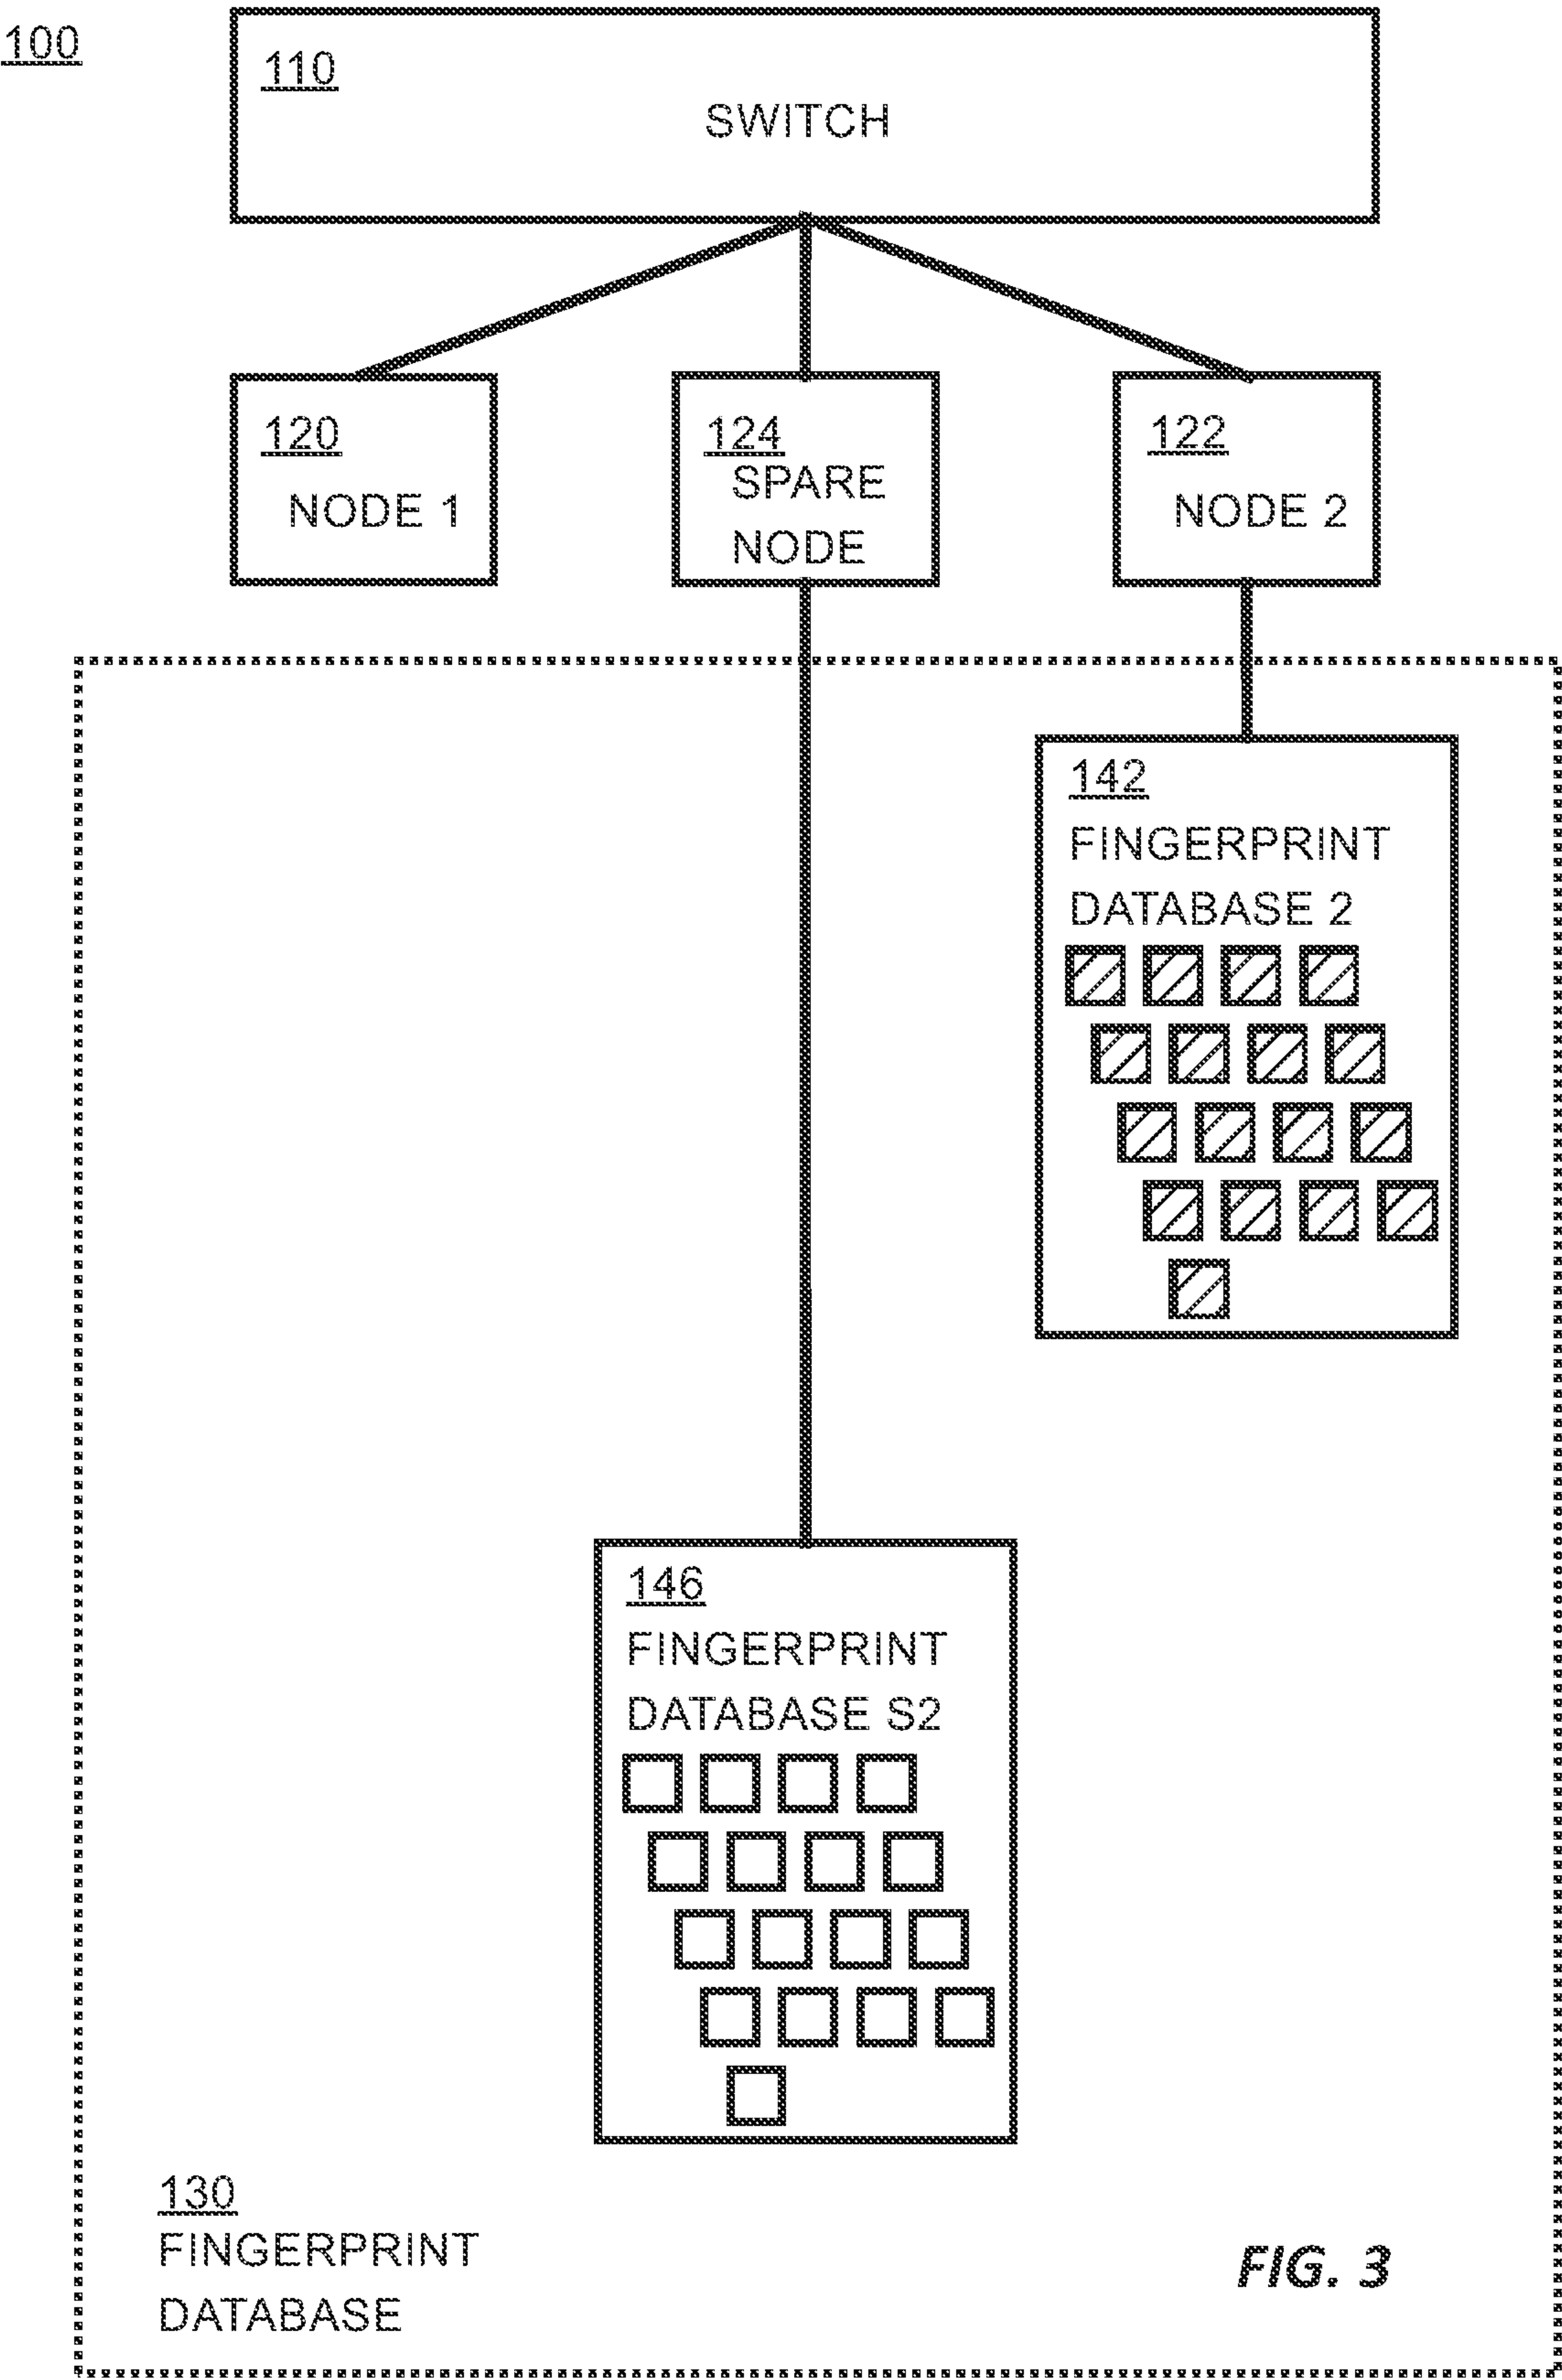 100
110
SWITCH
120
NODE 1
124
SPARE
NODE
122
NODE 2
142
FINGERPRINT
DATABASE 2
146
FINGERPRINT
DATABASE S2
130
FINGERPRINT
DATABASE
FIG. 3